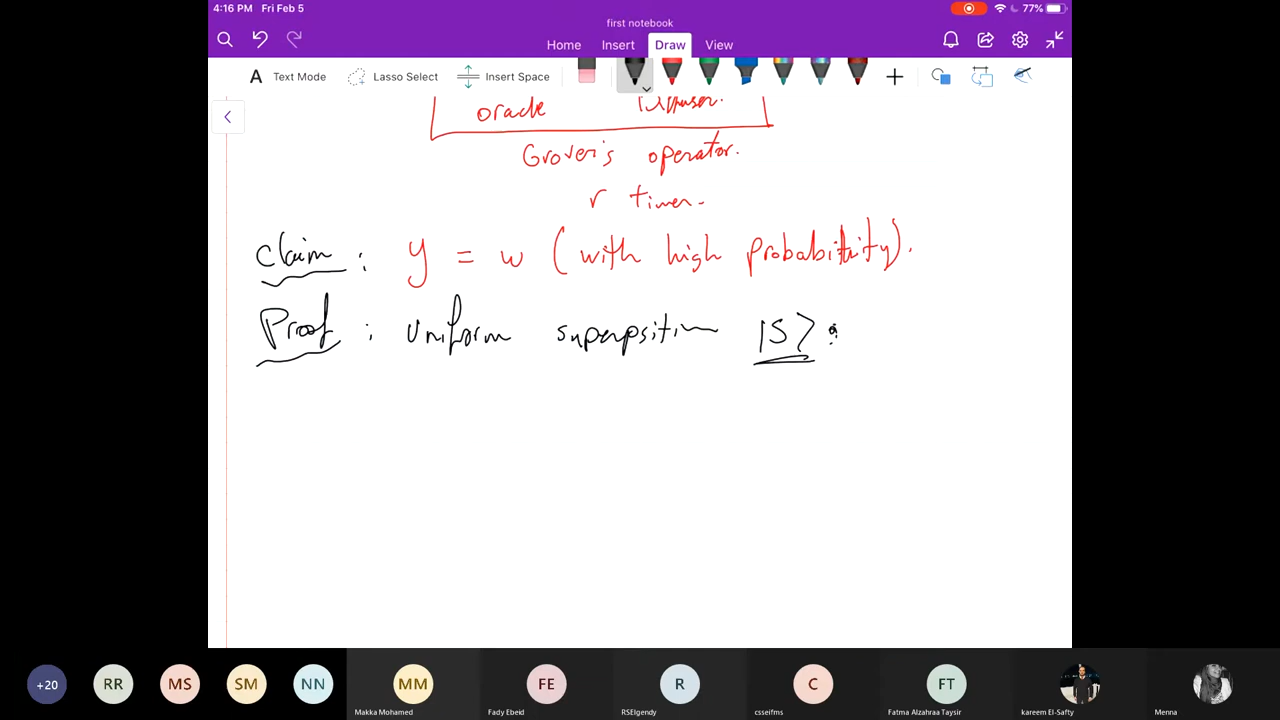 4:16 PM Fri Feb 5
77%
first notebook
Home Insert Draw View
Text Mode Lasso Select Insert Space
oracle
Grover's operator.
r times.
Claim : y = w (with high probability).
Proof : Uniform superposition |S> :
+20 RR MS SM NN MM FE R C FT
Makka Mohamed Fady Ebeid RSElgendy csseifms Fatma Alzahraa Taysir kareem El-Safty Menna